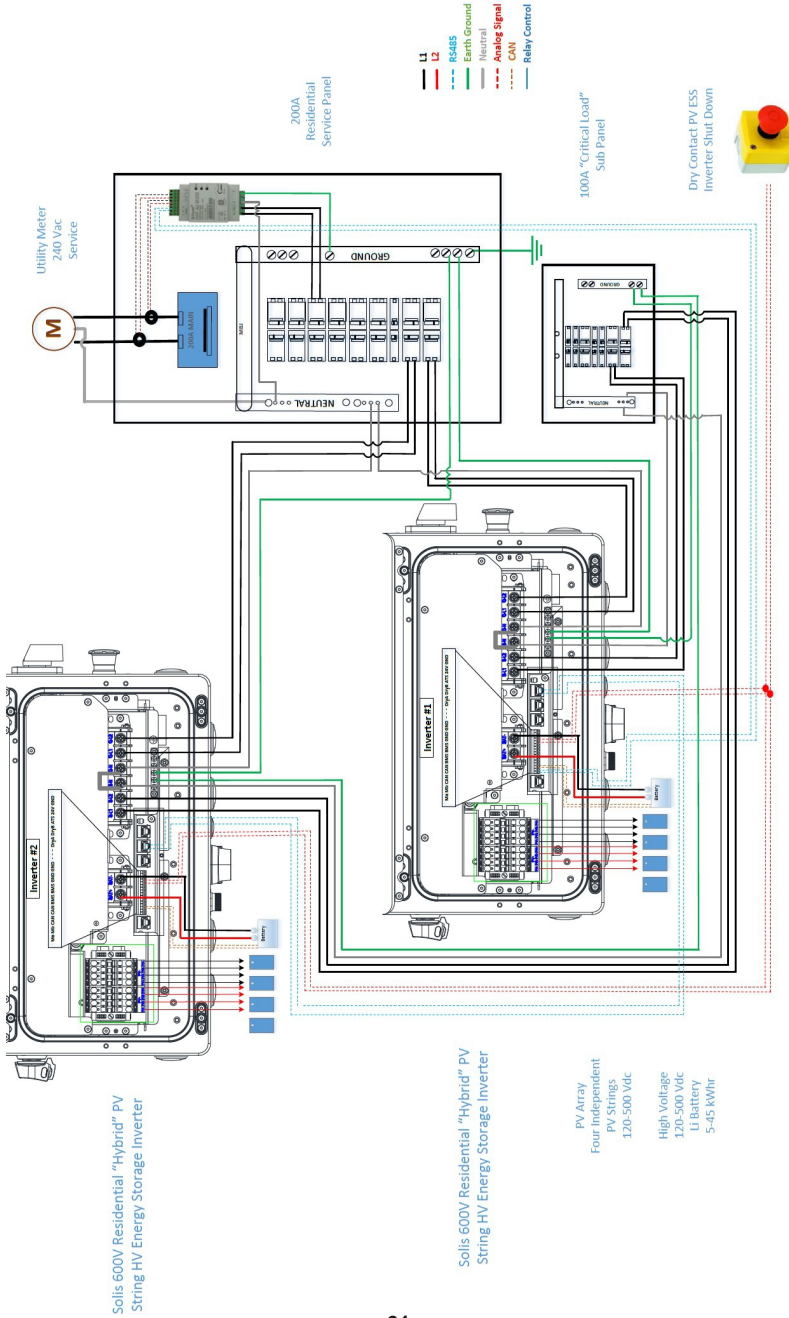 Utility Meter
240 Vac
Service
M
200A MAIN
200A
Residential
Service Panel
L1
L2
RS485
Earth Ground
Neutral
Analog Signal
CAN
Relay Control
MBJ
GROUND
NEUTRAL
100A "Critical Load"
Sub Panel
GROUND
NEUTRAL
Dry Contact PV ESS
Inverter Shut Down
Inverter #2
Battery
Inverter #1
Battery
Solis 600V Residential "Hybrid" PV
String HV Energy Storage Inverter
Solis 600V Residential "Hybrid" PV
String HV Energy Storage Inverter
PV Array
Four Independent
PV Strings
120-500 Vdc
High Voltage
120-500 Vdc
Li Battery
5-45 kWhr